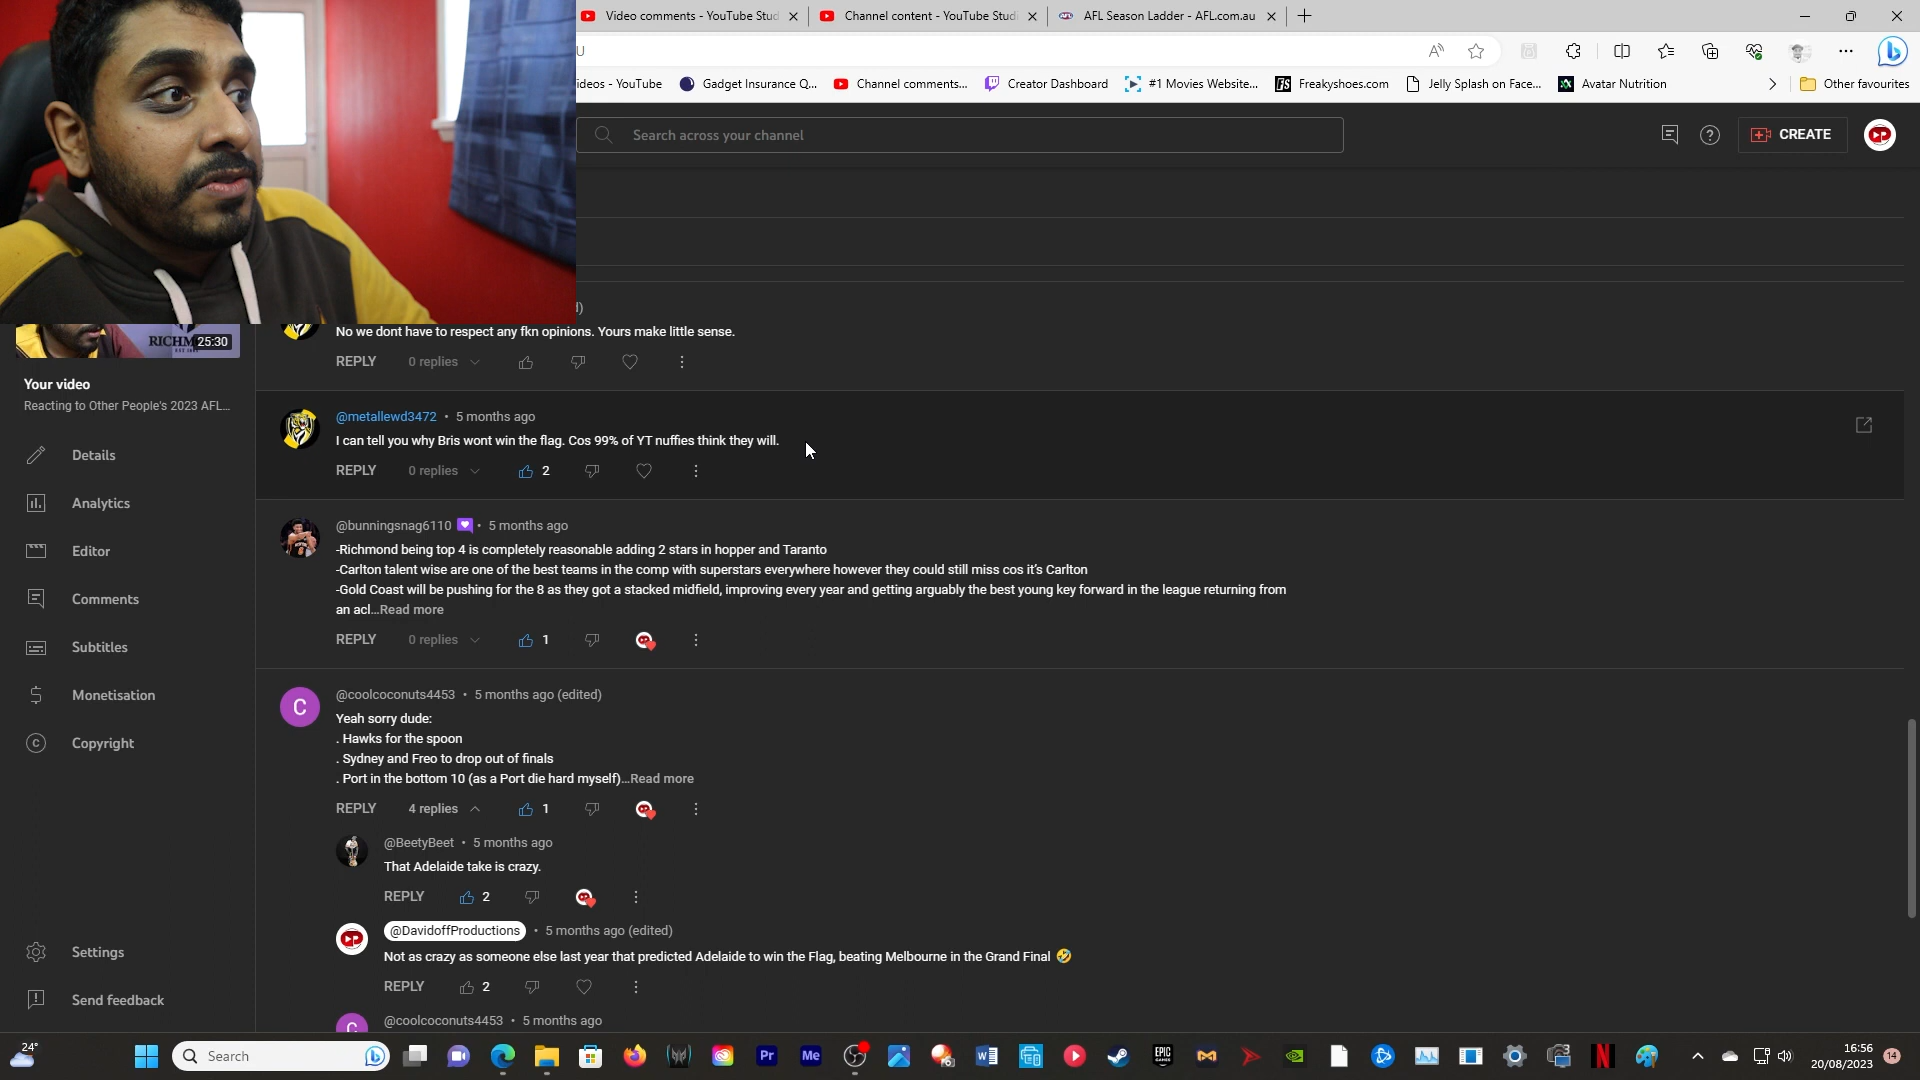 Video comments - YouTube Stud
Channel content - YouTube Studi
AFL Season Ladder - AFL.com.au
U
ideos - YouTube
Gadget Insurance Q...
Channel comments...
Creator Dashboard
#1 Movies Website...
Freakyshoes.com
Jelly Splash on Face...
Avatar Nutrition
Other favourites
Search across your channel
CREATE
RICHM
25:30
Your video
Reacting to Other People's 2023 AFL...
Details
Analytics
Editor
Comments
Subtitles
Monetisation
Copyright
Settings
Send feedback
No we dont have to respect any fkn opinions. Yours make little sense.
REPLY 0 replies
@metallewd3472 • 5 months ago
I can tell you why Bris wont win the flag. Cos 99% of YT nuffies think they will.
REPLY 0 replies 2
@bunningsnag6110 • 5 months ago
-Richmond being top 4 is completely reasonable adding 2 stars in hopper and Taranto
-Carlton talent wise are one of the best teams in the comp with superstars everywhere however they could still miss cos it's Carlton
-Gold Coast will be pushing for the 8 as they got a stacked midfield, improving every year and getting arguably the best young key forward in the league returning from
an acl...Read more
REPLY 0 replies 1
C
@coolcoconuts4453 • 5 months ago (edited)
Yeah sorry dude:
. Hawks for the spoon
. Sydney and Freo to drop out of finals
. Port in the bottom 10 (as a Port die hard myself)...Read more
REPLY 4 replies 1
@BeetyBeet • 5 months ago
That Adelaide take is crazy.
REPLY 2
@DavidoffProductions • 5 months ago (edited)
Not as crazy as someone else last year that predicted Adelaide to win the Flag, beating Melbourne in the Grand Final 🤣
REPLY 2
C
@coolcoconuts4453 • 5 months ago
24°
Search
Pr
Me
EPIC
GAMES
16:56
20/08/2023
14